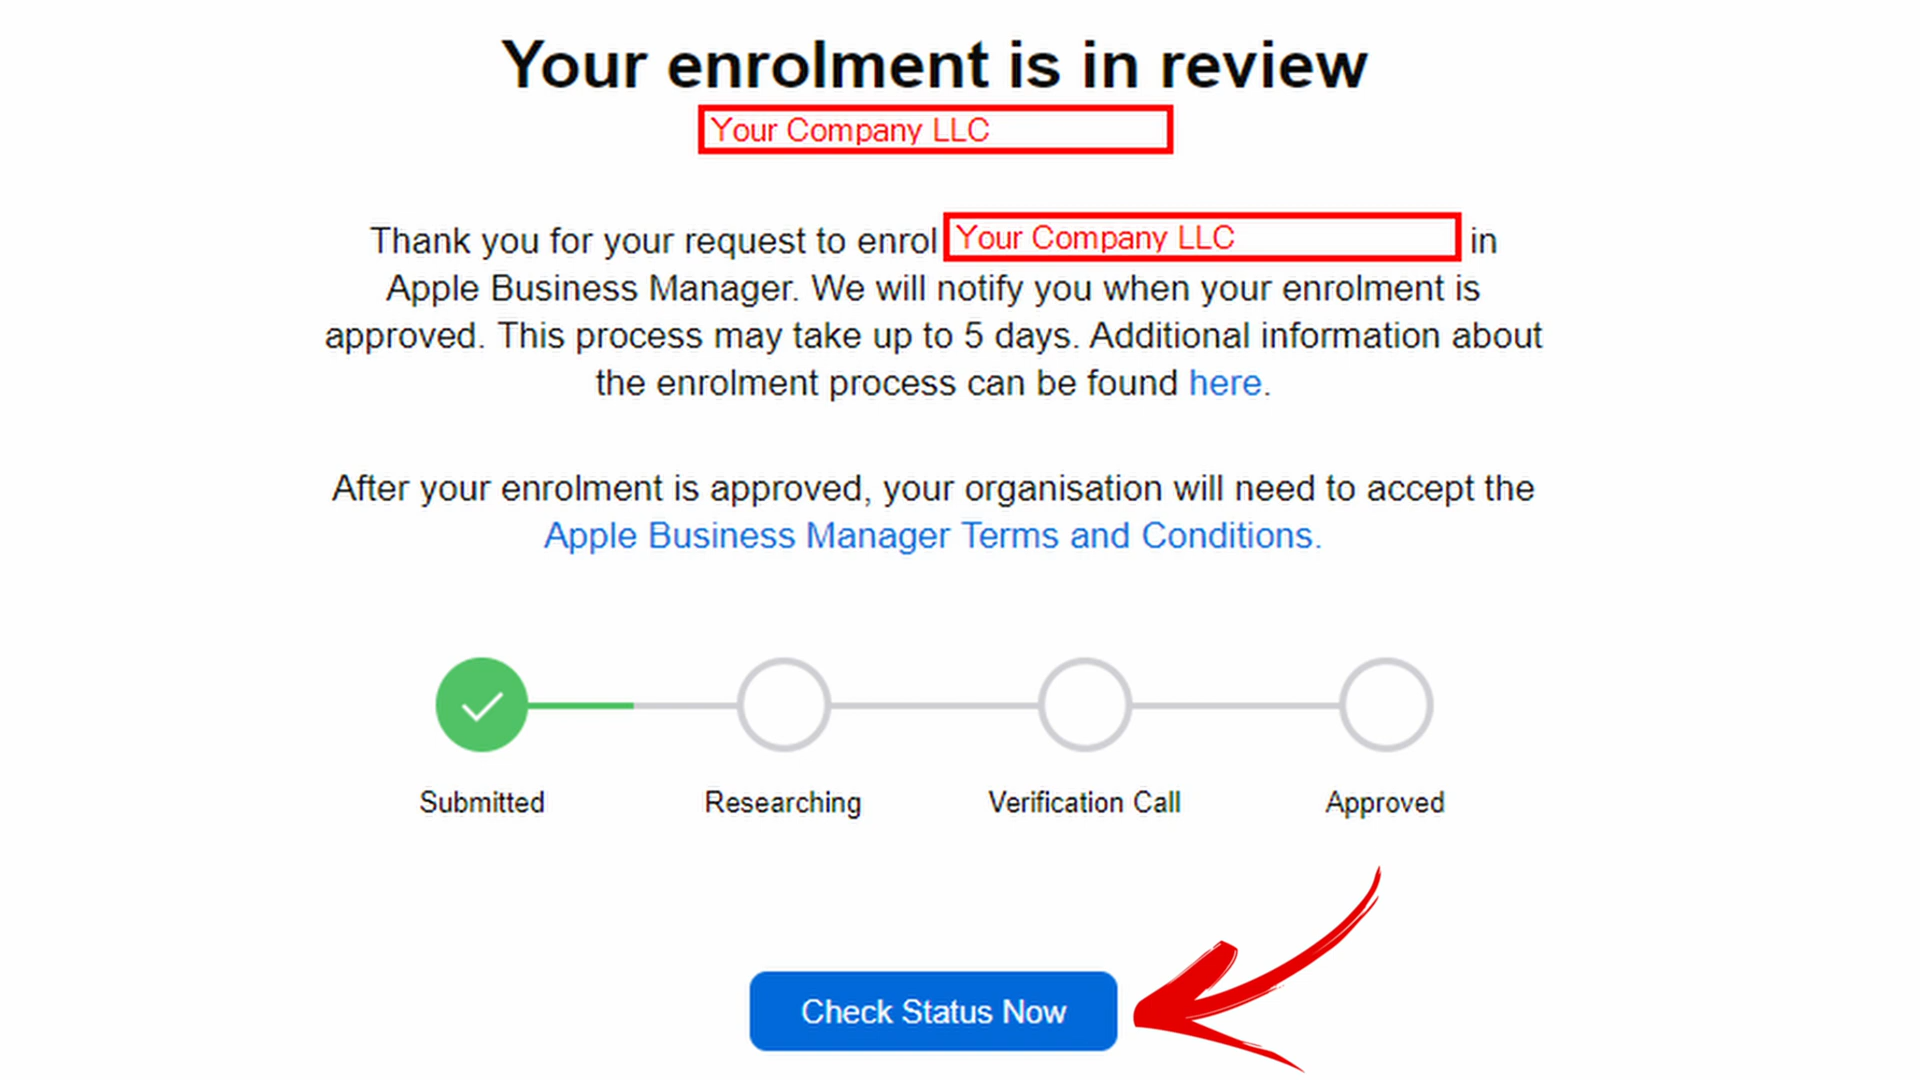 Your enrolment is in review
Your Company LLC
Thank you for your request to enrol Your Company LLC in
Apple Business Manager. We will notify you when your enrolment is
approved. This process may take up to 5 days. Additional information about
the enrolment process can be found here.
After your enrolment is approved, your organisation will need to accept the
Apple Business Manager Terms and Conditions.
Submitted
Researching
Verification Call
Approved
Check Status Now